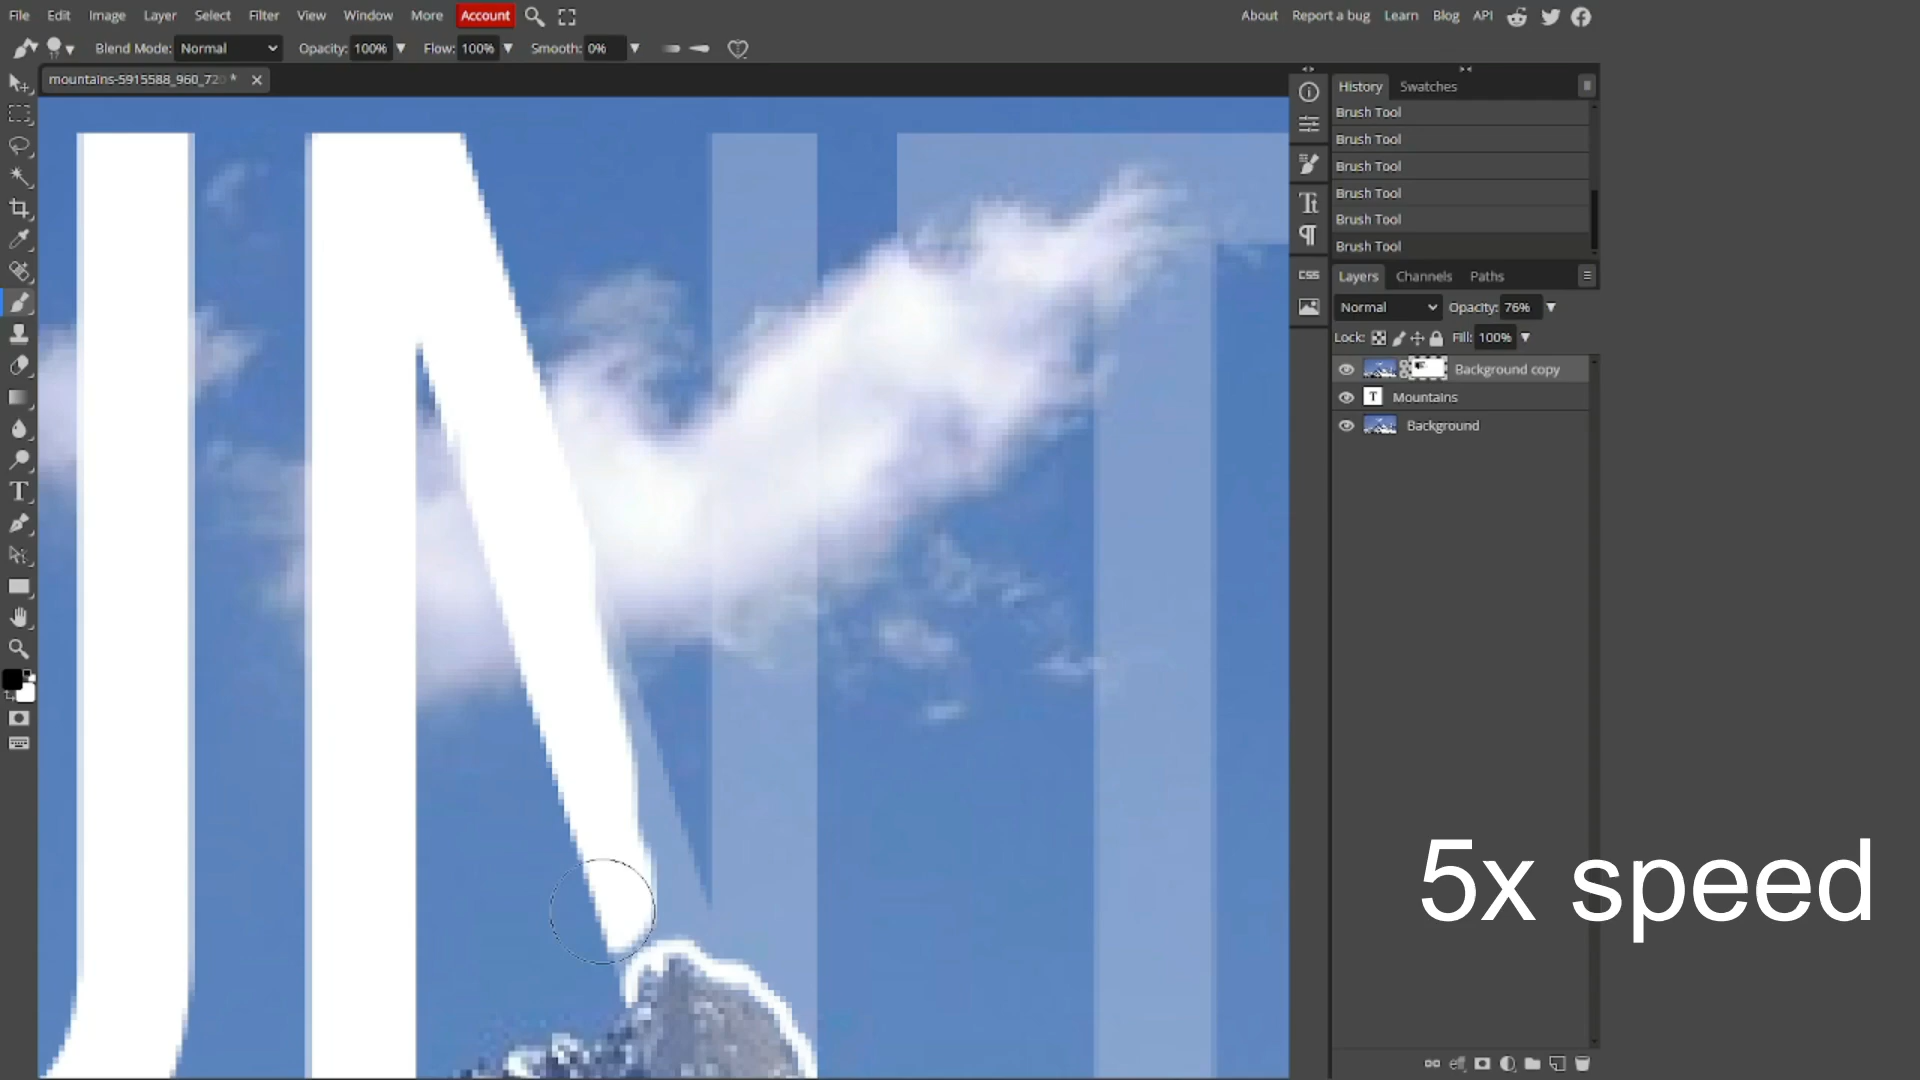 File Edit Image Layer Select Filter View Window More Account About Report a bug Learn Blog API
Blend Mode: Normal Opacity: 100% Flow: 100% Smooth: 0%
mountains-5915588_960_720 *
History Swatches
Brush Tool
Brush Tool
Brush Tool
Brush Tool
Brush Tool
Brush Tool
Layers Channels Paths
Normal Opacity: 76%
Lock: Fill: 100%
Background copy
T Mountains
Background
CSS
UNT
5x speed